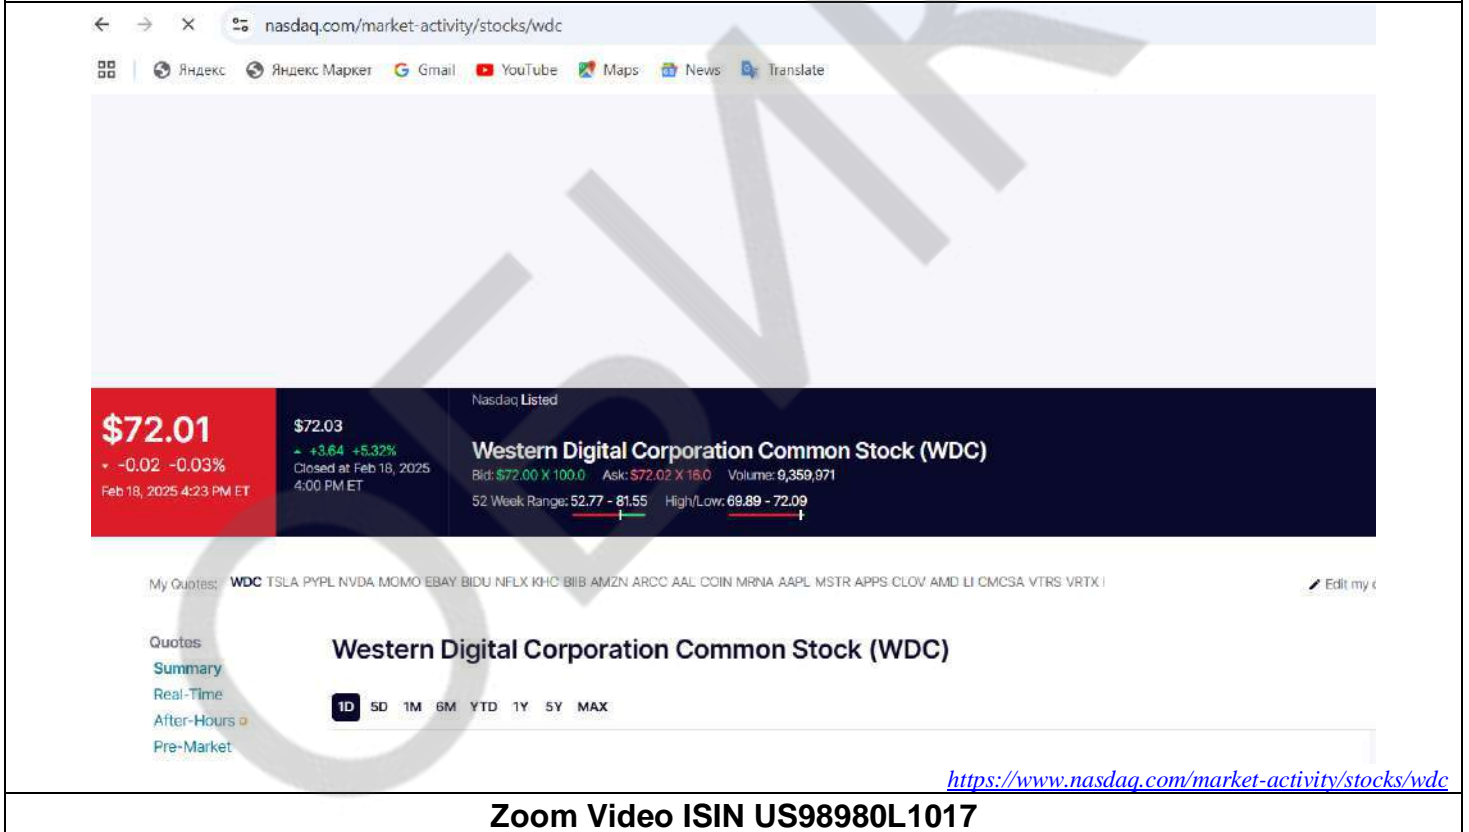 nasdaq.com/market-activity/stocks/wdc
Яндекс Яндекс Маркет Gmail YouTube Maps News Translate
Nasdaq Listed
$72.01
-0.02 -0.03%
Feb 18, 2025 4:23 PM ET
$72.03
+3.64 +5.32%
Closed at Feb 18, 2025
4:00 PM ET
Western Digital Corporation Common Stock (WDC)
Bid: $72.00 X 100.0 Ask: $72.02 X 16.0 Volume: 9,359,971
52 Week Range: 52.77 - 81.55 High/Low: 69.89 - 72.09
My Quotes: WDC TSLA PYPL NVDA MOMO EBAY BIDU NFLX KHC BIIB AMZN ARCC AAL COIN MRNA AAPL MSTR APPS CLOV AMD LI CMCSA VTRS VRTX
Edit my
Quotes
Summary
Real-Time
After-Hours
Pre-Market
Western Digital Corporation Common Stock (WDC)
1D 5D 1M 6M YTD 1Y 5Y MAX
https://www.nasdaq.com/market-activity/stocks/wdc
Zoom Video ISIN US98980L1017
ОБИК